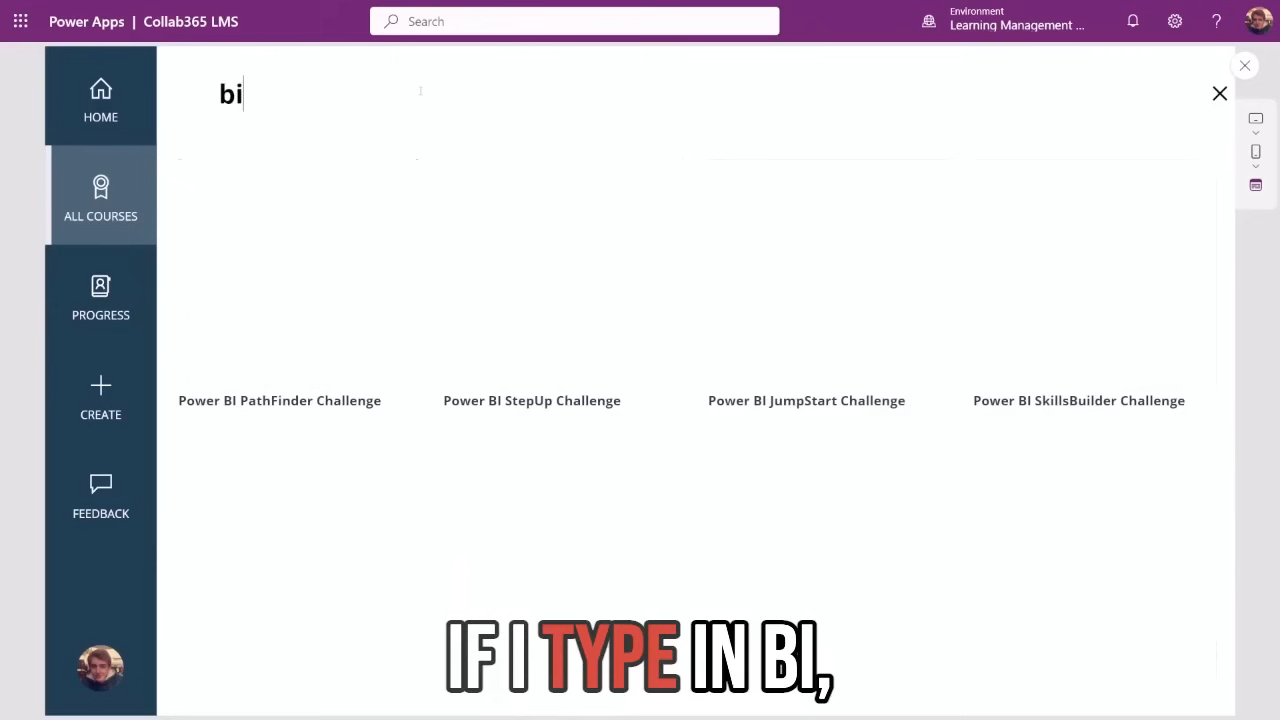 Power Apps | Collab365 LMS
Search
Environment
Learning Management ...
bi
HOME
ALL COURSES
PROGRESS
CREATE
FEEDBACK
Power BI PathFinder Challenge
Power BI StepUp Challenge
Power BI JumpStart Challenge
Power BI SkillsBuilder Challenge
IF I TYPE IN BI,